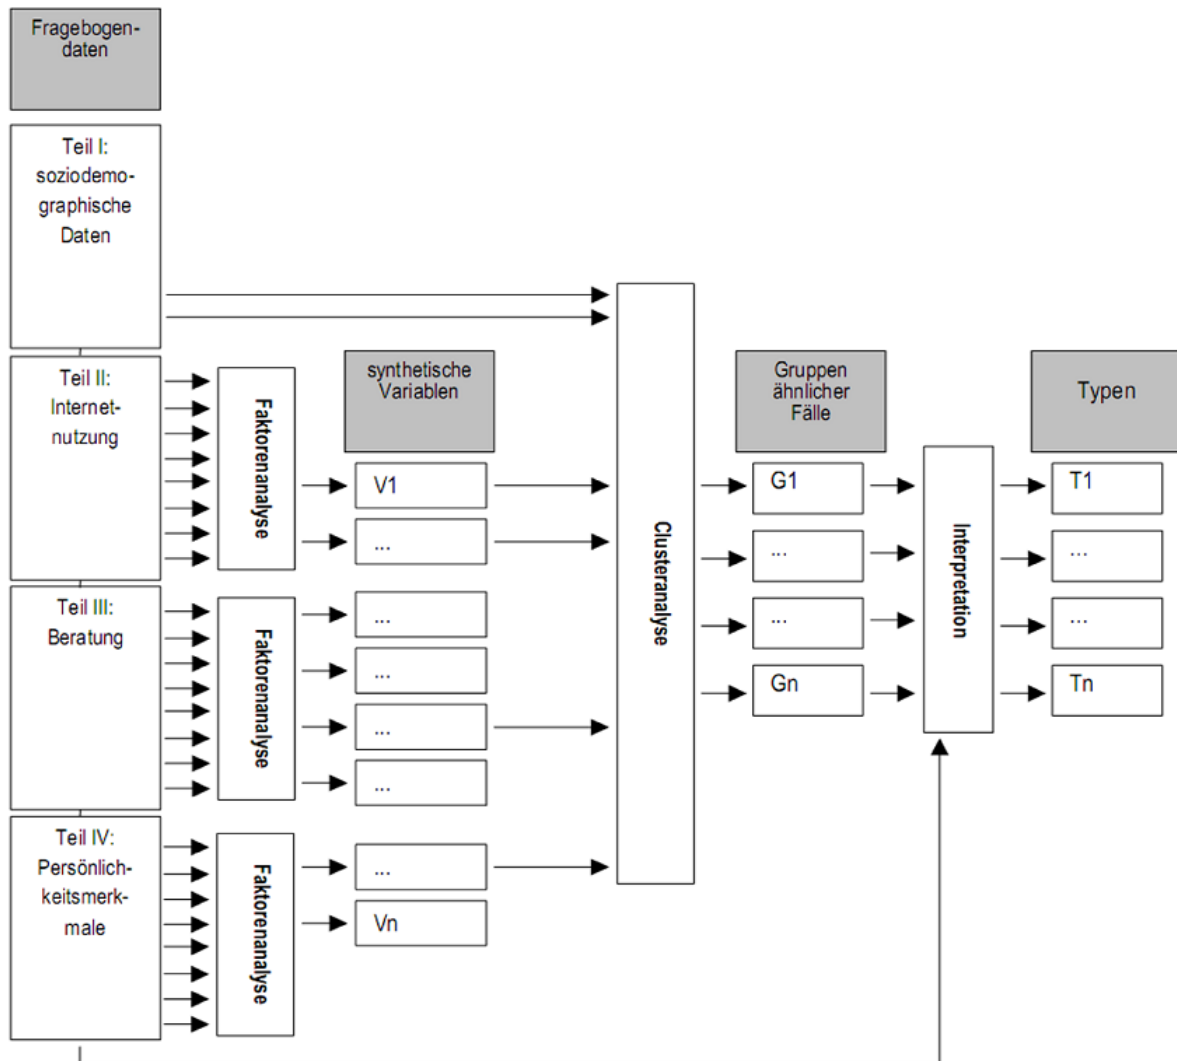 Fragebogen-
daten
Teil I:
soziodemo-
graphische
Daten
Teil II:
Internet-
nutzung
Faktorenanalyse
synthetische
Variablen
V1
...
Teil III:
Beratung
Faktorenanalyse
...
...
...
...
Teil IV:
Persönlich-
keitsmerk-
male
Faktorenanalyse
...
Vn
Clusteranalyse
Gruppen
ähnlicher
Fälle
G1
...
...
Gn
Interpretation
Typen
T1
...
...
Tn